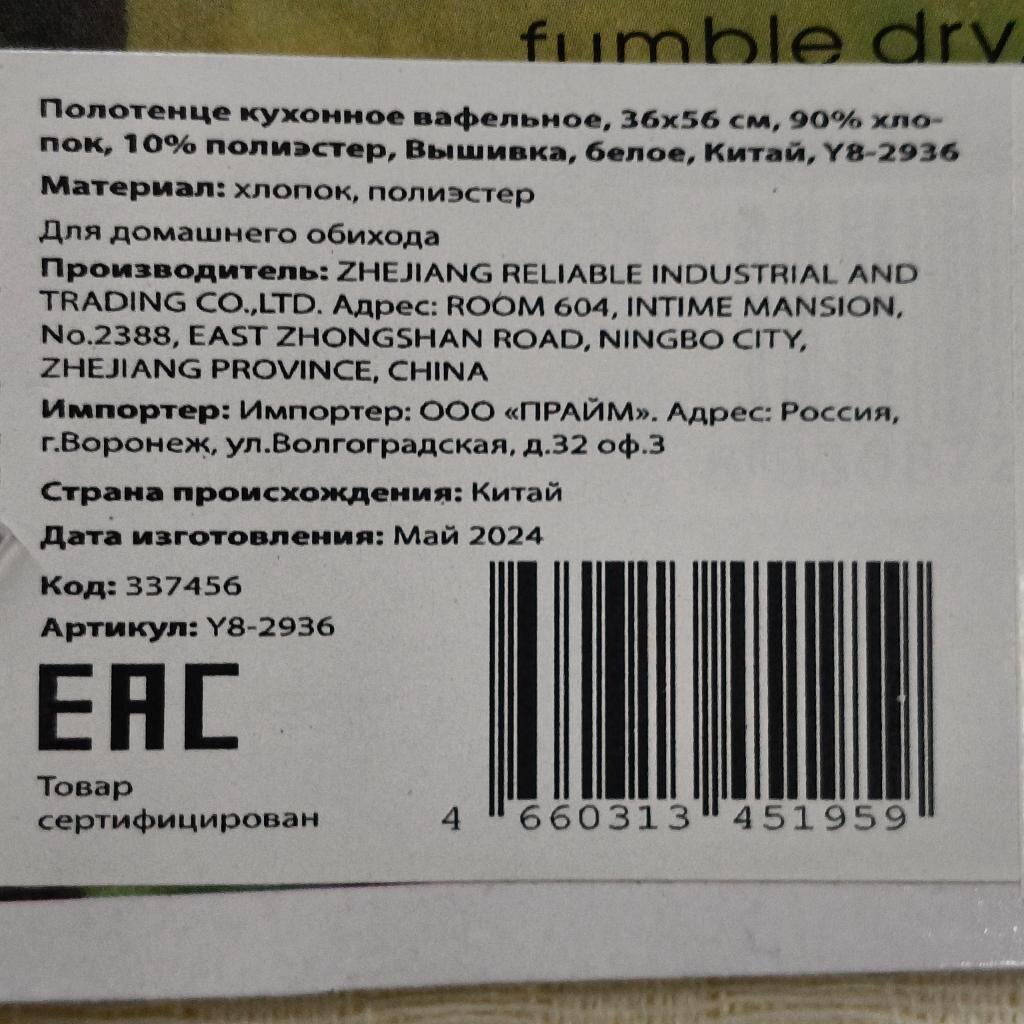 fumble dry
Полотенце кухонное вафельное, 36x56 см, 90% хло-
пок, 10% полиэстер, Вышивка, белое, Китай, Y8-2936
Материал: хлопок, полиэстер
Для домашнего обихода
Производитель: ZHEJIANG RELIABLE INDUSTRIAL AND
TRADING CO.,LTD. Адрес: ROOM 604, INTIME MANSION,
No.2388, EAST ZHONGSHAN ROAD, NINGBO CITY,
ZHEJIANG PROVINCE, CHINA
Импортер: Импортер: ООО «ПРАЙМ». Адрес: Россия,
г.Воронеж, ул.Волгоградская, д.32 оф.3
Страна происхождения: Китай
Дата изготовления: Май 2024
Код: 337456
Артикул: Y8-2936
EAC
Товар
сертифицирован
4 660313 451959